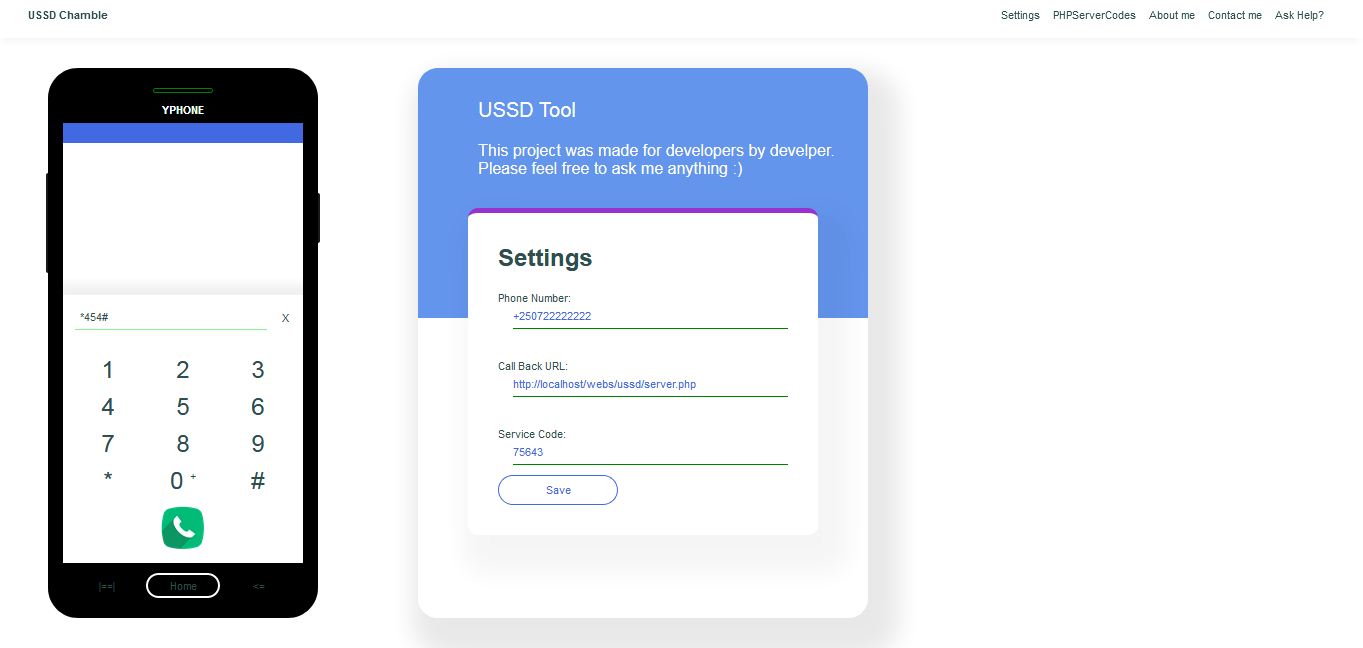 USSD Chamble
Settings PHPServerCodes About me Contact me Ask Help?
YPHONE
*454# X
1 2 3
4 5 6
7 8 9
* 0 + #
|==| Home <=
USSD Tool
This project was made for developers by develper.
Please feel free to ask me anything :)
Settings
Phone Number:
+250722222222
Call Back URL:
http://localhost/webs/ussd/server.php
Service Code:
75643
Save